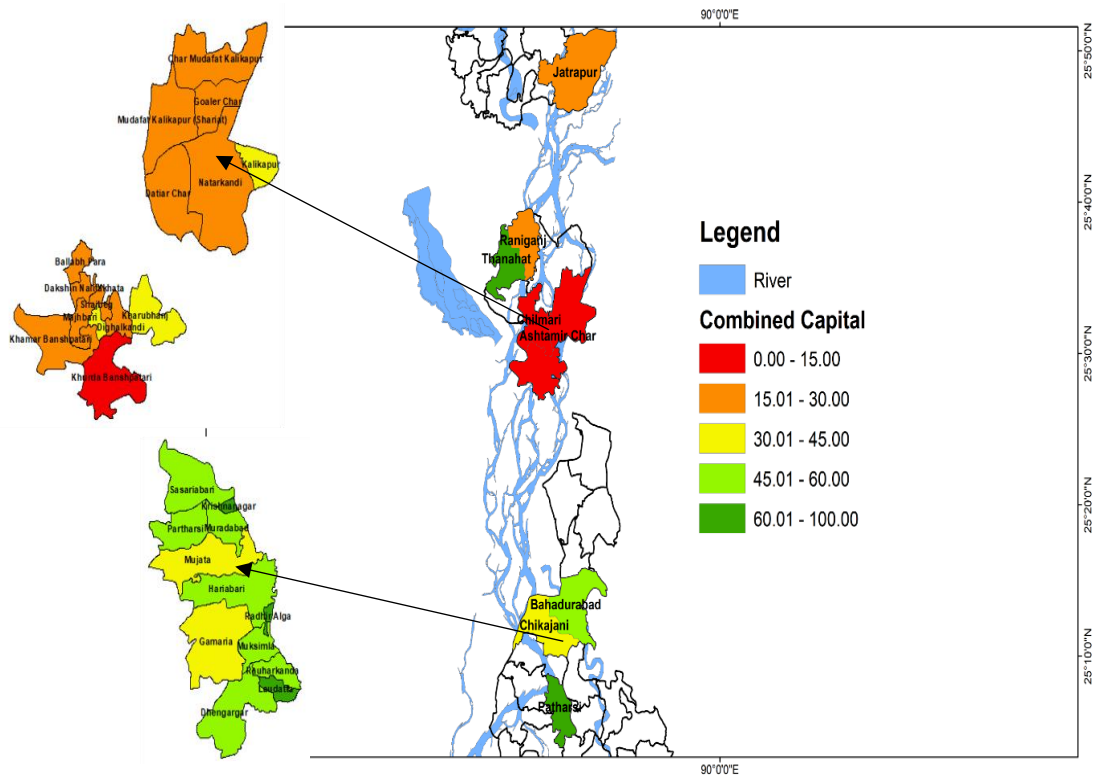 90°0'0"E
25°50'0"N
25°40'0"N
25°30'0"N
25°20'0"N
25°10'0"N
90°0'0"E
Char Mudafat Kalikapur
Goaler Char
Mudafat Kalikapur (Shariat)
Kalikapur
Natarkandi
Datiar Char
Ballabh Para
Dakshin
Majhbari
Dighalkandi
Kharubhanj
Khamar Banshpatari
Khurda Banshpatari
Sasariabari
Krishnanagar
Partharsi
Muradabad
Mujata
Hariabari
Radhir Alga
Gamaria
Muksimla
Rauharkanda
Laudatta
Dhengargar
Jatrapur
Raniganj
Thanahat
Chilmari
Ashtamir Char
Bahadurabad
Chikajani
Patharsi
Legend
River
Combined Capital
0.00 - 15.00
15.01 - 30.00
30.01 - 45.00
45.01 - 60.00
60.01 - 100.00